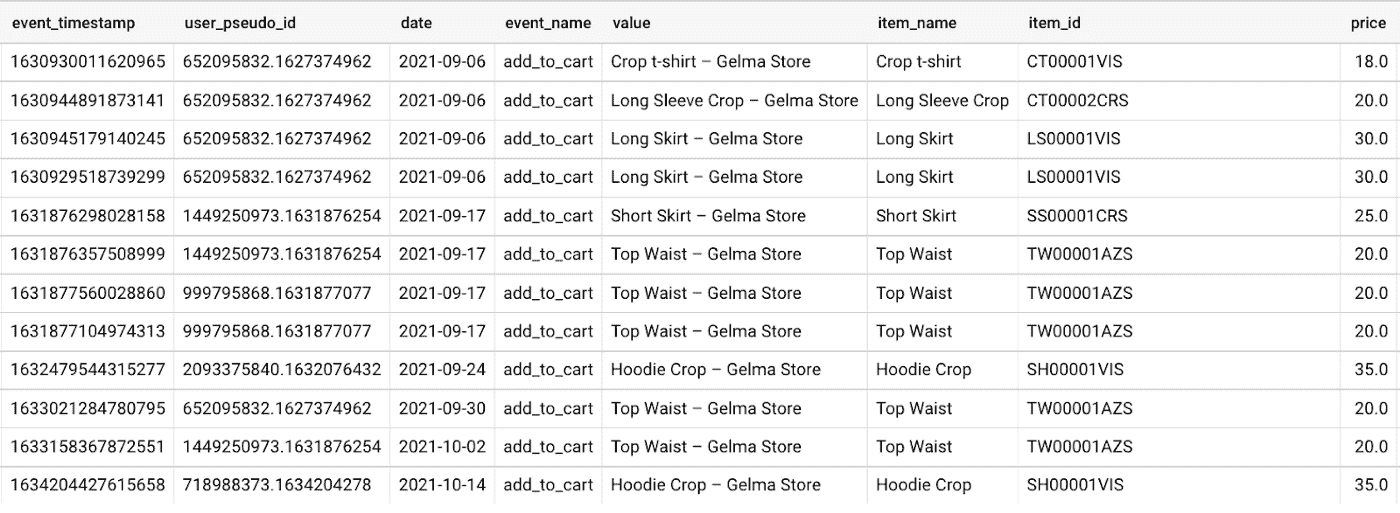 event_timestamp user_pseudo_id date event_name value item_name item_id price
1630930011620965 652095832.1627374962 2021-09-06 add_to_cart Crop t-shirt – Gelma Store Crop t-shirt CT00001VIS 18.0
1630944891873141 652095832.1627374962 2021-09-06 add_to_cart Long Sleeve Crop – Gelma Store Long Sleeve Crop CT00002CRS 20.0
1630945179140245 652095832.1627374962 2021-09-06 add_to_cart Long Skirt – Gelma Store Long Skirt LS00001VIS 30.0
1630929518739299 652095832.1627374962 2021-09-06 add_to_cart Long Skirt – Gelma Store Long Skirt LS00001VIS 30.0
1631876298028158 1449250973.1631876254 2021-09-17 add_to_cart Short Skirt – Gelma Store Short Skirt SS00001CRS 25.0
1631876357508999 1449250973.1631876254 2021-09-17 add_to_cart Top Waist – Gelma Store Top Waist TW00001AZS 20.0
1631877560028860 999795868.1631877077 2021-09-17 add_to_cart Top Waist – Gelma Store Top Waist TW00001AZS 20.0
1631877104974313 999795868.1631877077 2021-09-17 add_to_cart Top Waist – Gelma Store Top Waist TW00001AZS 20.0
1632479544315277 2093375840.1632076432 2021-09-24 add_to_cart Hoodie Crop – Gelma Store Hoodie Crop SH00001VIS 35.0
1633021284780795 652095832.1627374962 2021-09-30 add_to_cart Top Waist – Gelma Store Top Waist TW00001AZS 20.0
1633158367872551 1449250973.1631876254 2021-10-02 add_to_cart Top Waist – Gelma Store Top Waist TW00001AZS 20.0
1634204427615658 718988373.1634204278 2021-10-14 add_to_cart Hoodie Crop – Gelma Store Hoodie Crop SH00001VIS 35.0